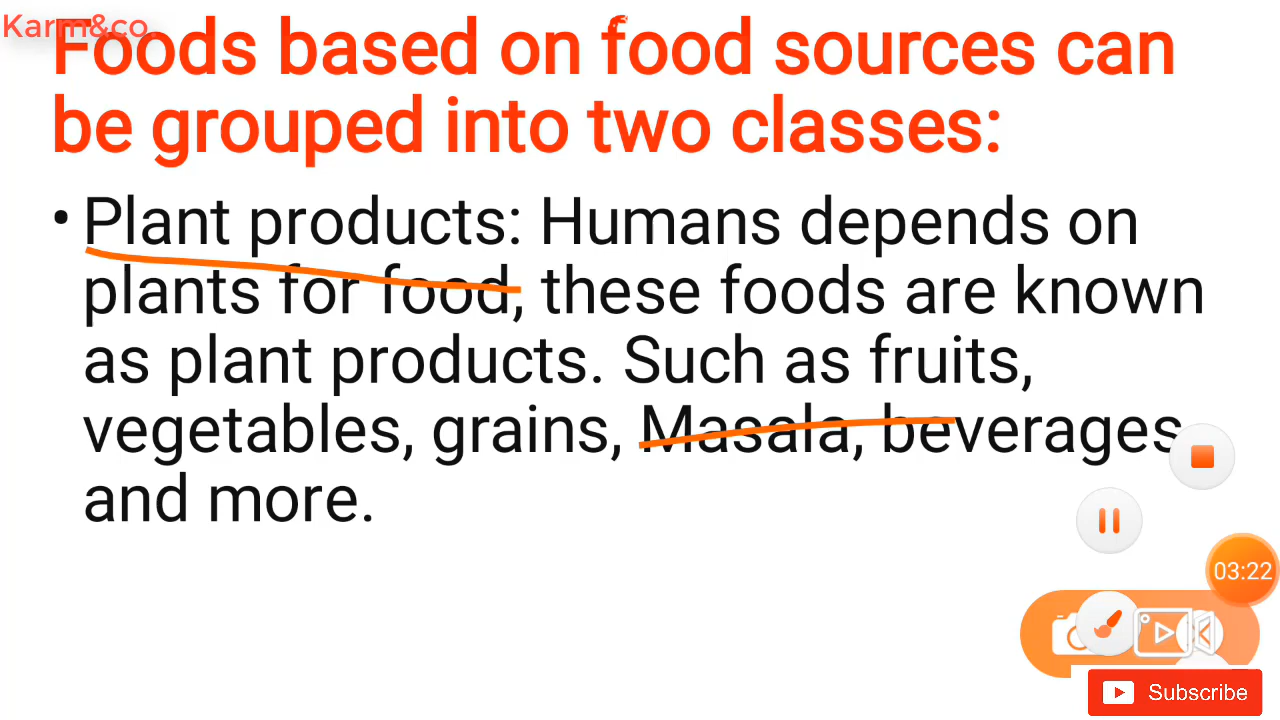 Karm&co.
Foods based on food sources can
be grouped into two classes:
• Plant products: Humans depends on
plants for food, these foods are known
as plant products. Such as fruits,
vegetables, grains, Masala, beverages
and more.
03:22
Subscribe